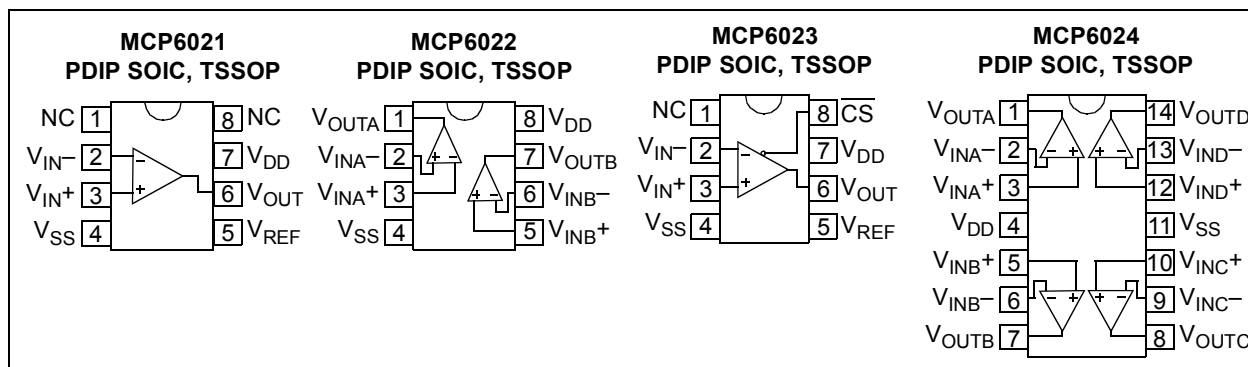 MCP6021
PDIP SOIC, TSSOP
NC 1
8 NC
VIN– 2
7 VDD
VIN+ 3
6 VOUT
VSS 4
5 VREF
– +
MCP6022
PDIP SOIC, TSSOP
VOUTA 1
8 VDD
VINA– 2
7 VOUTB
VINA+ 3
6 VINB–
VSS 4
5 VINB+
+ –
+ –
MCP6023
PDIP SOIC, TSSOP
NC 1
8 C̅S̅
VIN– 2
7 VDD
VIN+ 3
6 VOUT
VSS 4
5 VREF
– +
MCP6024
PDIP SOIC, TSSOP
VOUTA 1
14 VOUTD
VINA– 2
13 VIND–
VINA+ 3
12 VIND+
VDD 4
11 VSS
VINB+ 5
10 VINC+
VINB– 6
9 VINC–
VOUTB 7
8 VOUTC
– +
+ –
– +
+ –